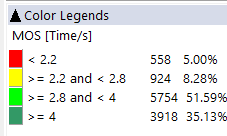 Color Legends
MOS [Time/s]
< 2.2 558 5.00%
>= 2.2 and < 2.8 924 8.28%
>= 2.8 and < 4 5754 51.59%
>= 4 3918 35.13%